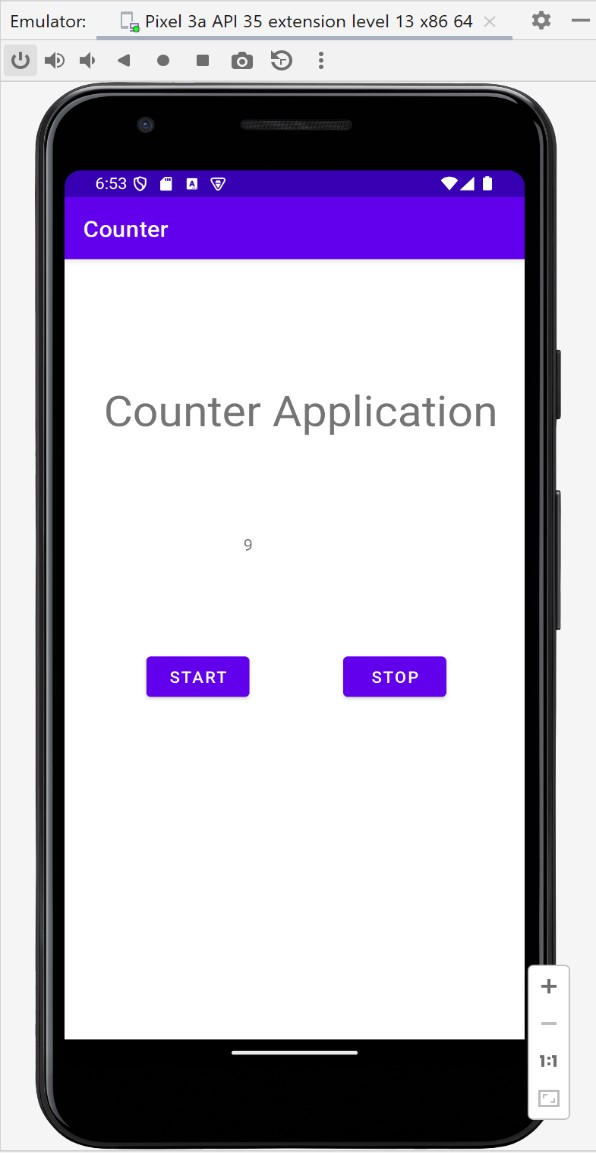 Emulator: Pixel 3a API 35 extension level 13 x86 64
6:53 A
Counter
Counter Application
9
START STOP
1:1